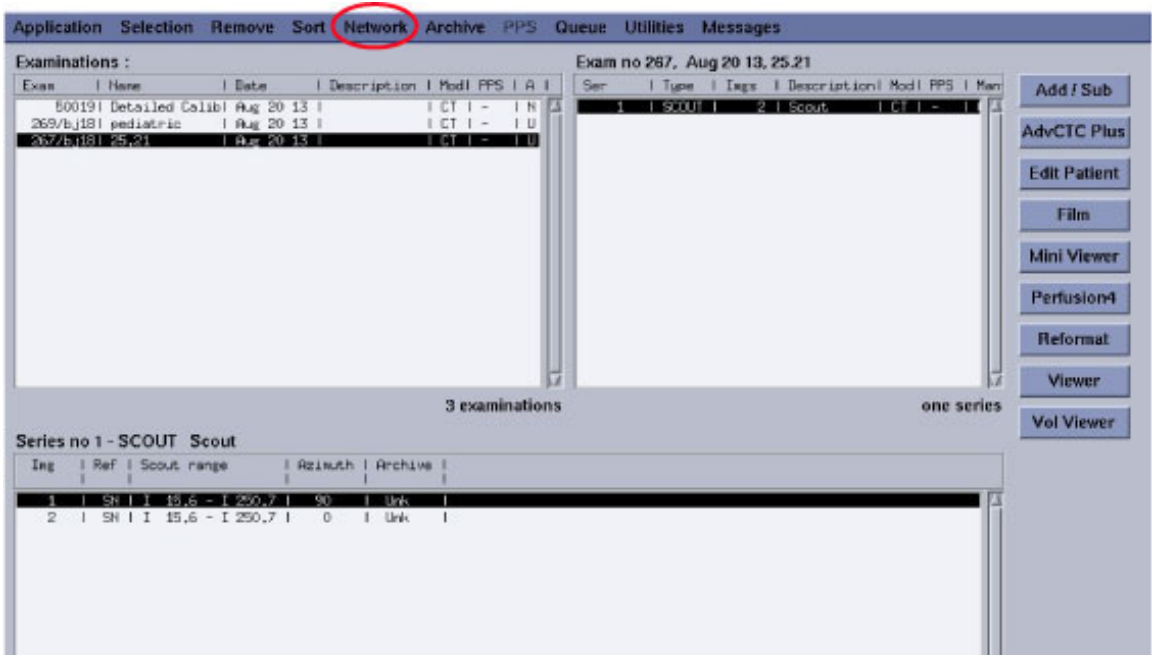 Application Selection Remove Sort Network Archive PPS Queue Utilities Messages
Examinations :
Exam | Name | Date | Description | Modl PPS | A |
50019| Detailed Calibl Aug 20 13 | | CT | - | N
269/bj18| pediatric | Aug 20 13 | | CT | - | U
267/bj18| 25,21 | Aug 20 13 | | CT | - | U
3 examinations
Exam no 267, Aug 20 13, 25.21
Ser | Type | Imgs | Description| Mod| PPS | Man
1 | SCOUT | 2 | Scout | CT | - |
one series
Add / Sub
AdvCTC Plus
Edit Patient
Film
Mini Viewer
Perfusion4
Reformat
Viewer
Vol Viewer
Series no 1 - SCOUT Scout
Img | Ref | Scout range | Azimuth | Archive |
1 | SN | I 15,6 - I 250,7 | 90 | Unk |
2 | SN | I 15,6 - I 250,7 | 0 | Unk |